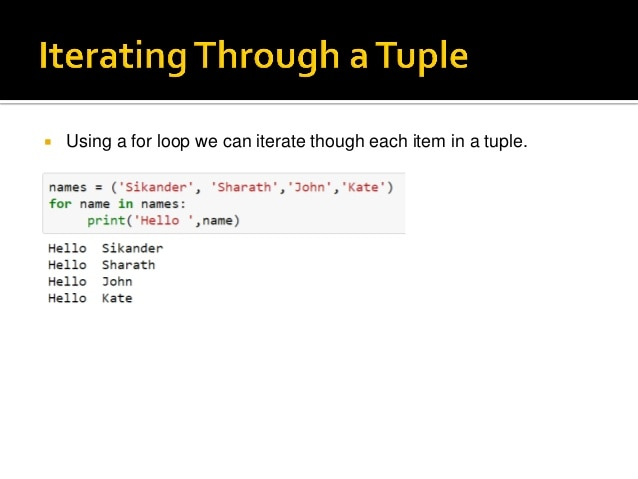 Iterating Through a Tuple
Using a for loop we can iterate though each item in a tuple.
names = ('Sikander', 'Sharath','John','Kate')
for name in names:
    print('Hello ',name)
Hello  Sikander
Hello  Sharath
Hello  John
Hello  Kate